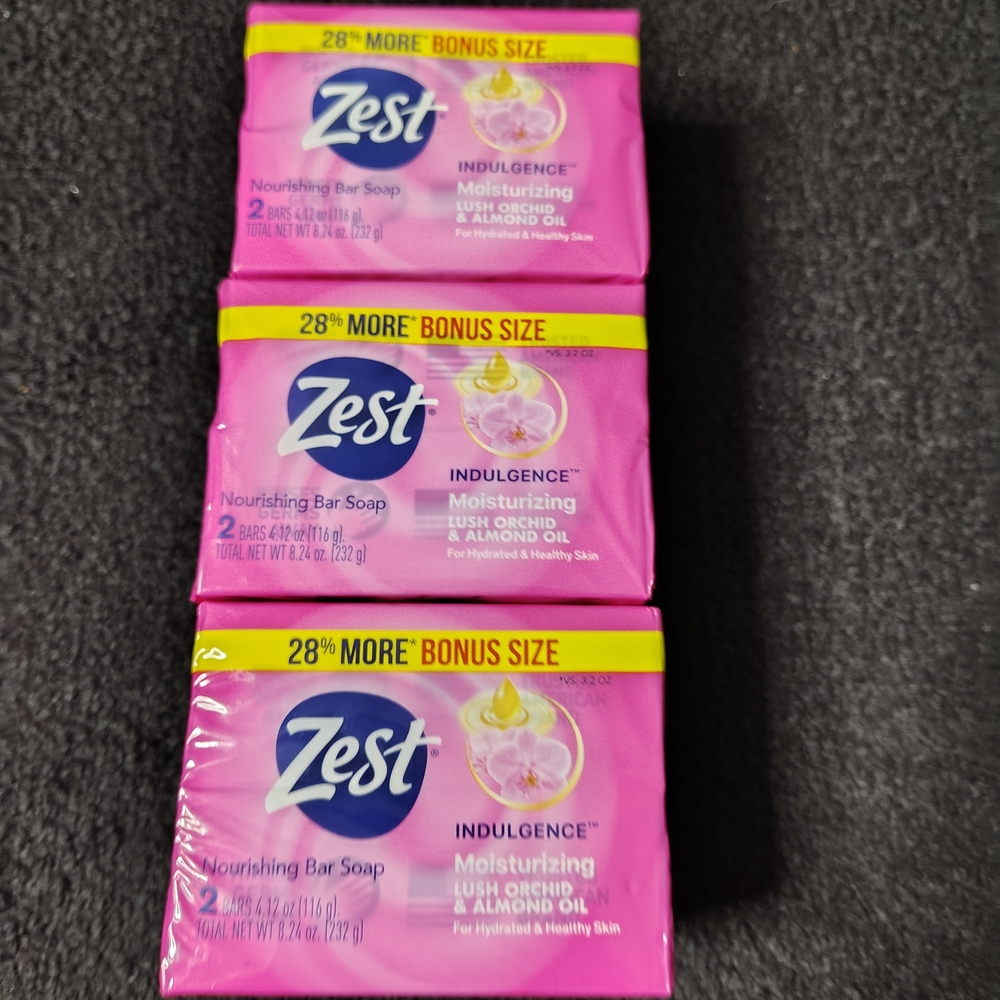 28% MORE* BONUS SIZE
Zest
INDULGENCE™
Nourishing Bar Soap
Moisturizing
2 BARS 4.12 oz (116 g).
LUSH ORCHID
& ALMOND OIL
TOTAL NET WT 8.24 oz. (232 g)
For Hydrated & Healthy Skin
28% MORE* BONUS SIZE
*VS. 3.2 OZ.
Zest®
INDULGENCE™
Nourishing Bar Soap
Moisturizing
2 BARS 4.12 oz (116 g).
LUSH ORCHID
& ALMOND OIL
TOTAL NET WT 8.24 oz. (232 g)
For Hydrated & Healthy Skin
28% MORE* BONUS SIZE
*VS. 3.2 OZ.
Zest®
INDULGENCE™
Nourishing Bar Soap
Moisturizing
2 BARS 4.12 oz (116 g).
LUSH ORCHID
& ALMOND OIL
TOTAL NET WT 8.24 oz. (232 g)
For Hydrated & Healthy Skin